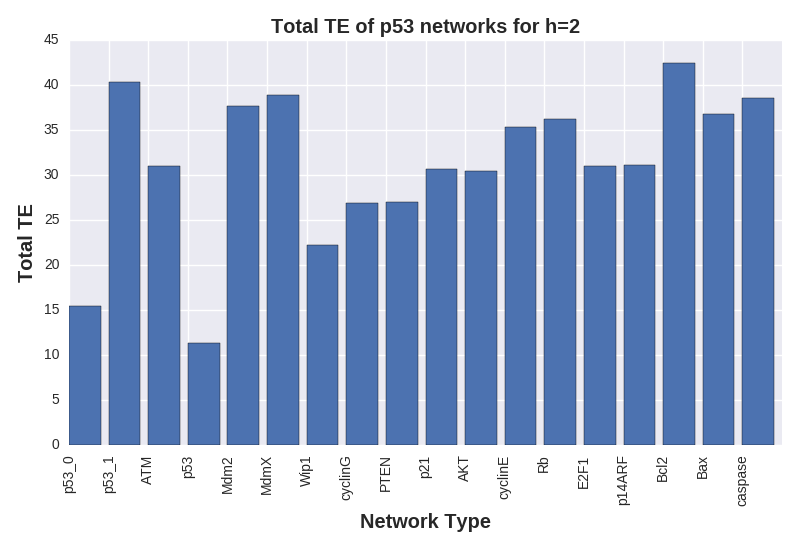 Total TE of p53 networks for h=2
45
40
35
30
25
20
15
10
5
0
Total TE
p53_0
p53_1
ATM
p53
Mdm2
MdmX
Wip1
cyclinG
PTEN
p21
AKT
cyclinE
Rb
E2F1
p14ARF
Bcl2
Bax
caspase
Network Type